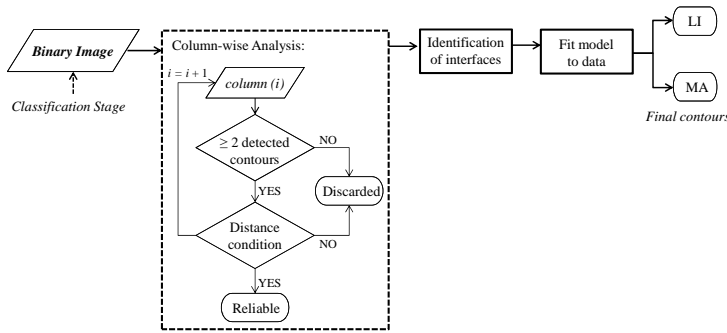 Binary Image
Classification Stage
Column-wise Analysis:
i = i + 1
column (i)
≥ 2 detected
contours
NO
YES
Discarded
Distance
condition
NO
YES
Reliable
Identification
of interfaces
Fit model
to data
LI
MA
Final contours